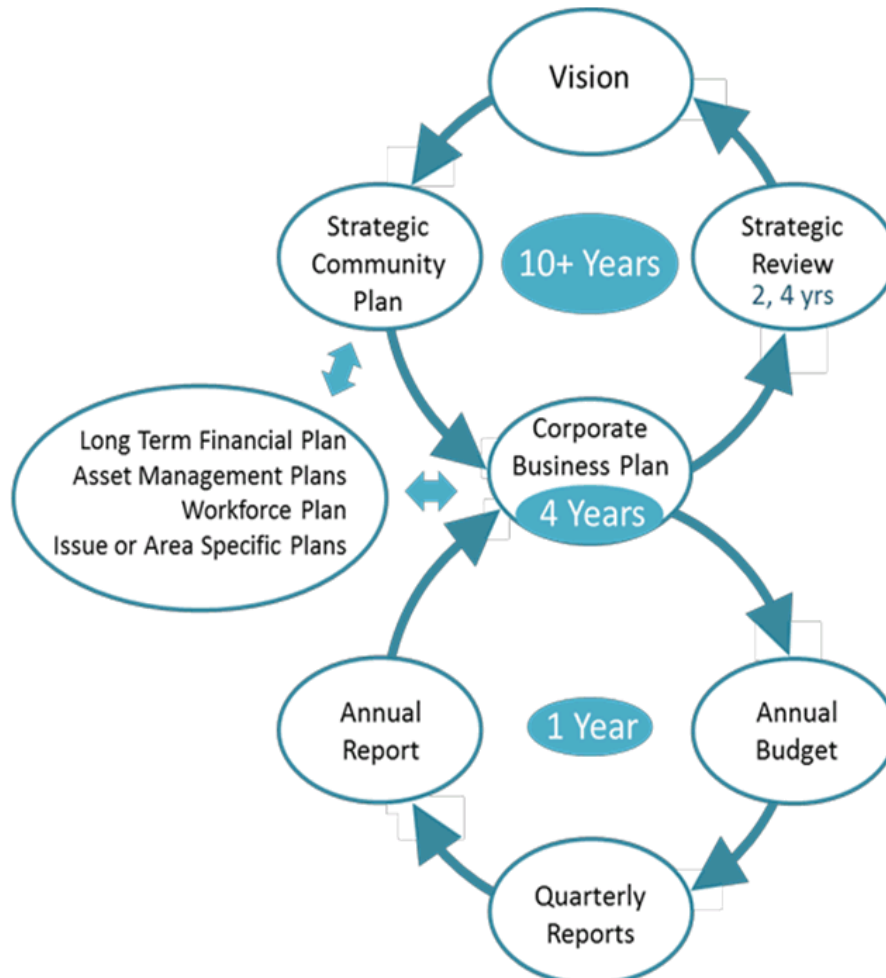 Vision
Strategic
Community
Plan
10+ Years
Strategic
Review
2, 4 yrs
Long Term Financial Plan
Asset Management Plans
Workforce Plan
Issue or Area Specific Plans
Corporate
Business Plan
4 Years
Annual
Report
1 Year
Annual
Budget
Quarterly
Reports